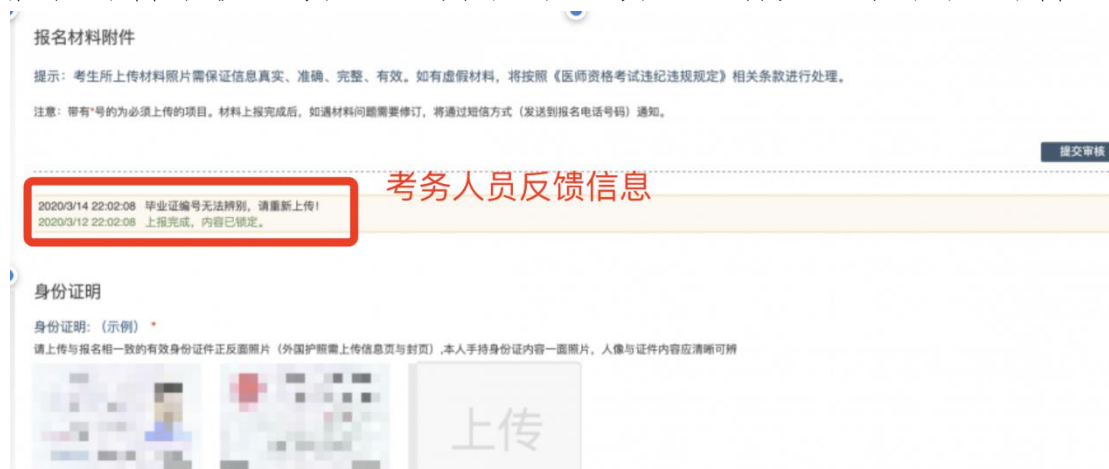 报名材料附件
提示：考生所上传材料照片需保证信息真实、准确、完整、有效。如有虚假材料，将按照《医师资格考试违纪违规规定》相关条款进行处理。
注意：带有*号的为必须上传的项目。材料上报完成后，如遇材料问题需要修订，将通过短信方式（发送到报名电话号码）通知。
提交审核
考务人员反馈信息
2020/3/14 22:02:08 毕业证编号无法辨别，请重新上传！
2020/3/12 22:02:08 上报完成，内容已锁定。
身份证明
身份证明：（示例） *
请上传与报名相一致的有效身份证件正反面照片（外国护照需上传信息页与封页）,本人手持身份证内容一面照片，人像与证件内容应清晰可辨
上传